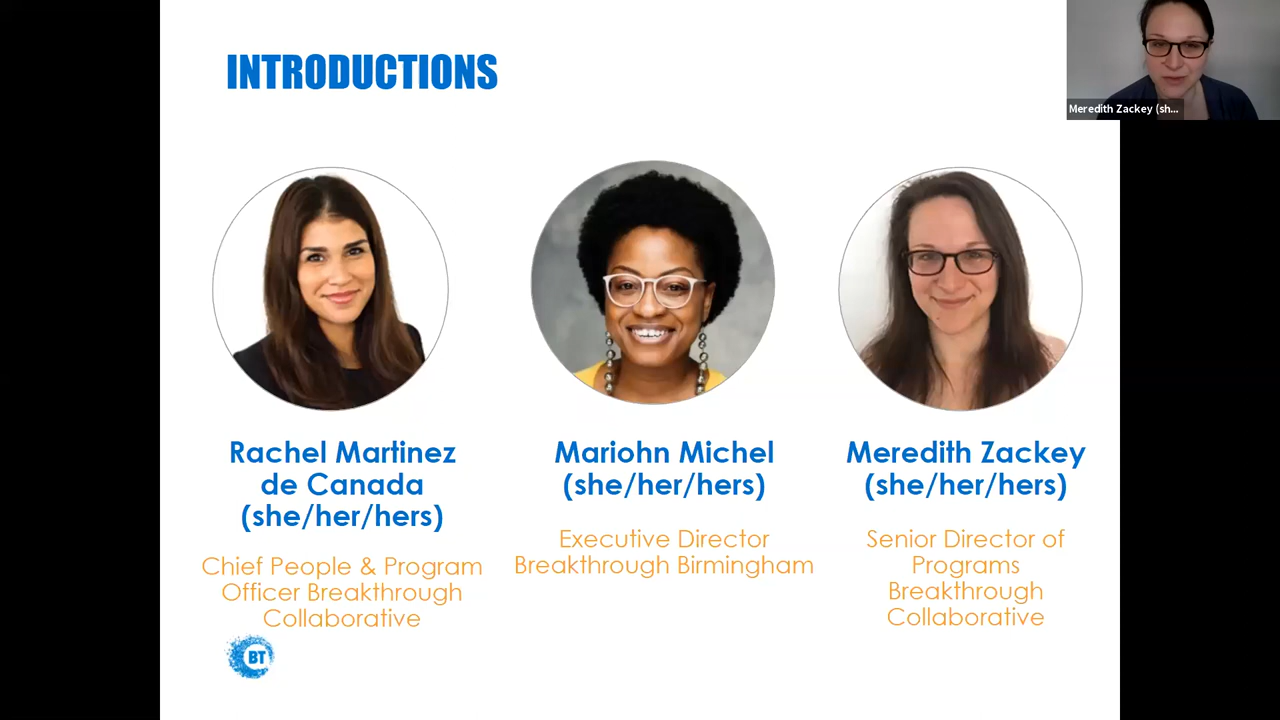 INTRODUCTIONS
Meredith Zackey (sh...
Rachel Martinez
de Canada
(she/her/hers)
Chief People & Program
Officer Breakthrough
Collaborative
Mariohn Michel
(she/her/hers)
Executive Director
Breakthrough Birmingham
Meredith Zackey
(she/her/hers)
Senior Director of
Programs
Breakthrough
Collaborative
BT